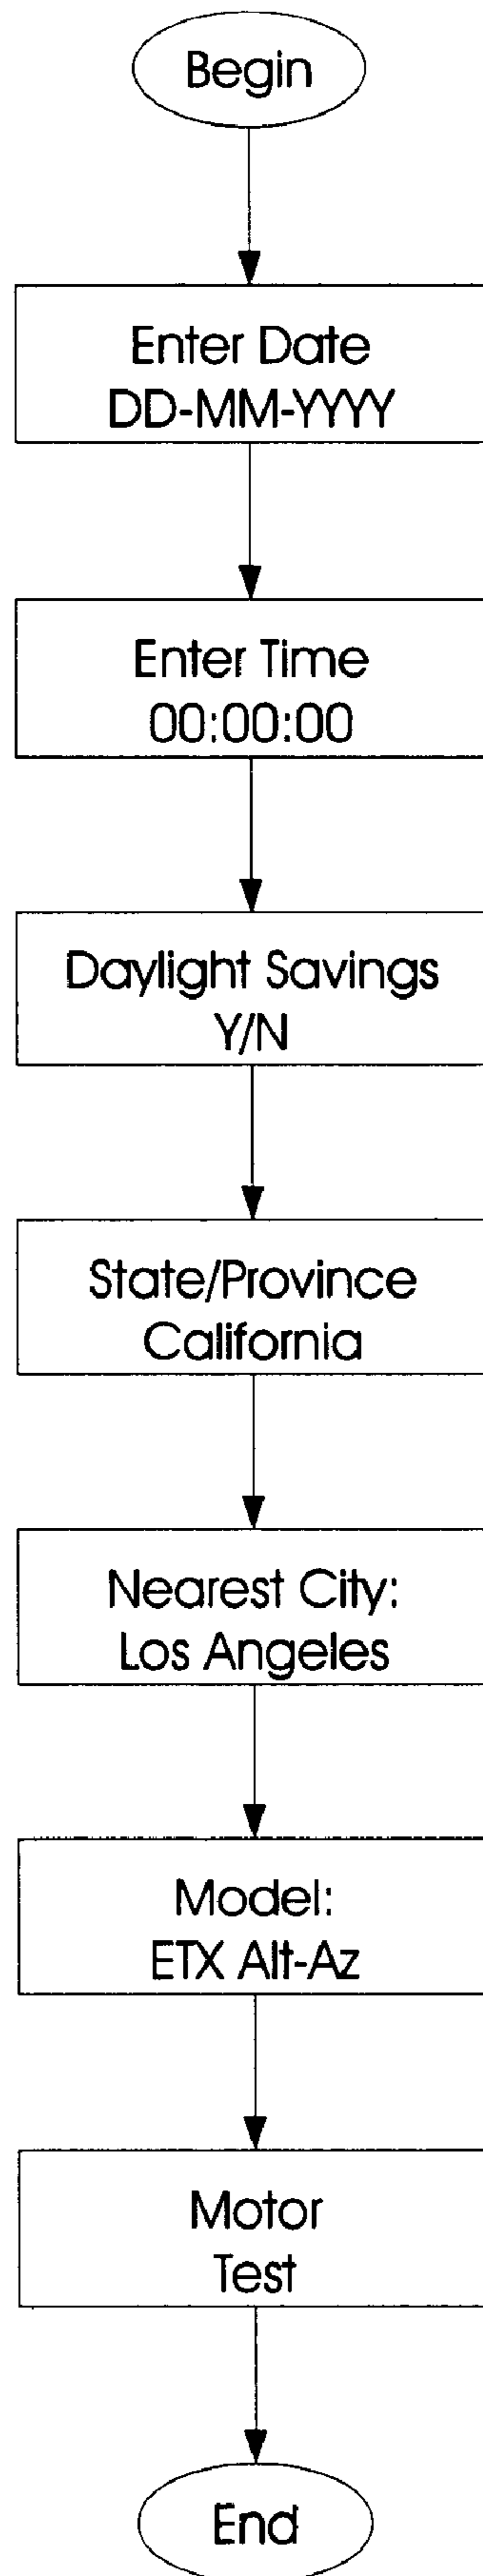 Begin
Enter Date
DD-MM-YYYY
Enter Time
00:00:00
Daylight Savings
Y/N
State/Province
California
Nearest City:
Los Angeles
Model:
ETX Alt-Az
Motor
Test
End